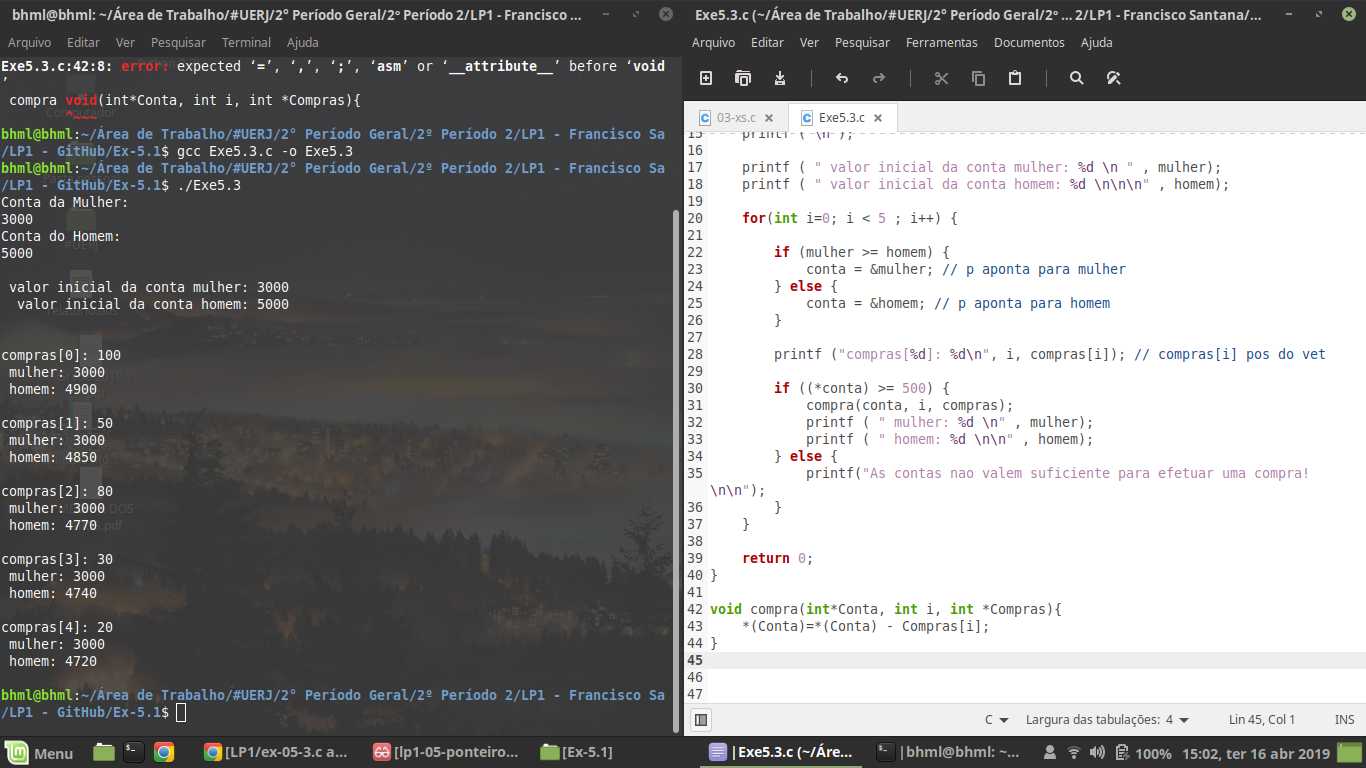 bhml@bhml: ~/Área de Trabalho/#UERJ/2° Período Geral/2º Período 2/LP1 - Francisco ...
Arquivo Editar Ver Pesquisar Terminal Ajuda
Exe5.3.c:42:8: error: expected ‘=’, ‘,’, ‘;’, ‘asm’ or ‘__attribute__’ before ‘void
’
 compra void(int*Conta, int i, int *Compras){
        ^~~~
bhml@bhml:~/Área de Trabalho/#UERJ/2° Período Geral/2º Período 2/LP1 - Francisco Sa
/LP1 - GitHub/Ex-5.1$ gcc Exe5.3.c -o Exe5.3
bhml@bhml:~/Área de Trabalho/#UERJ/2° Período Geral/2º Período 2/LP1 - Francisco Sa
/LP1 - GitHub/Ex-5.1$ ./Exe5.3
Conta da Mulher:
3000
Conta do Homem:
5000
 valor inicial da conta mulher: 3000
  valor inicial da conta homem: 5000
compras[0]: 100
 mulher: 3000
 homem: 4900
compras[1]: 50
 mulher: 3000
 homem: 4850
compras[2]: 80
 mulher: 3000
 homem: 4770
compras[3]: 30
 mulher: 3000
 homem: 4740
compras[4]: 20
 mulher: 3000
 homem: 4720
bhml@bhml:~/Área de Trabalho/#UERJ/2° Período Geral/2º Período 2/LP1 - Francisco Sa
/LP1 - GitHub/Ex-5.1$
Exe5.3.c (~/Área de Trabalho/#UERJ/2° Período Geral/2º ... 2/LP1 - Francisco Santana/...
Arquivo Editar Ver Pesquisar Ferramentas Documentos Ajuda
03-xs.c Exe5.3.c
15     printf ( "\n");
16
17     printf ( " valor inicial da conta mulher: %d \n " , mulher);
18     printf ( " valor inicial da conta homem: %d \n\n\n" , homem);
19
20     for(int i=0; i < 5 ; i++) {
21
22         if (mulher >= homem) {
23             conta = &mulher; // p aponta para mulher
24         } else {
25             conta = &homem; // p aponta para homem
26         }
27
28         printf ("compras[%d]: %d\n", i, compras[i]); // compras[i] pos do vet
29
30         if ((*conta) >= 500) {
31             compra(conta, i, compras);
32             printf ( " mulher: %d \n" , mulher);
33             printf ( " homem: %d \n\n" , homem);
34         } else {
35             printf("As contas nao valem suficiente para efetuar uma compra!
\n\n");
36         }
37     }
38
39     return 0;
40 }
41
42 void compra(int*Conta, int i, int *Compras){
43     *(Conta)=*(Conta) - Compras[i];
44 }
45
46
47
C Largura das tabulações: 4 Lin 45, Col 1 INS
Menu [LP1/ex-05-3.c a... [lp1-05-ponteiro... [Ex-5.1] Exe5.3.c (~/Áre... bhml@bhml: ~... 100% 15:02, ter 16 abr 2019